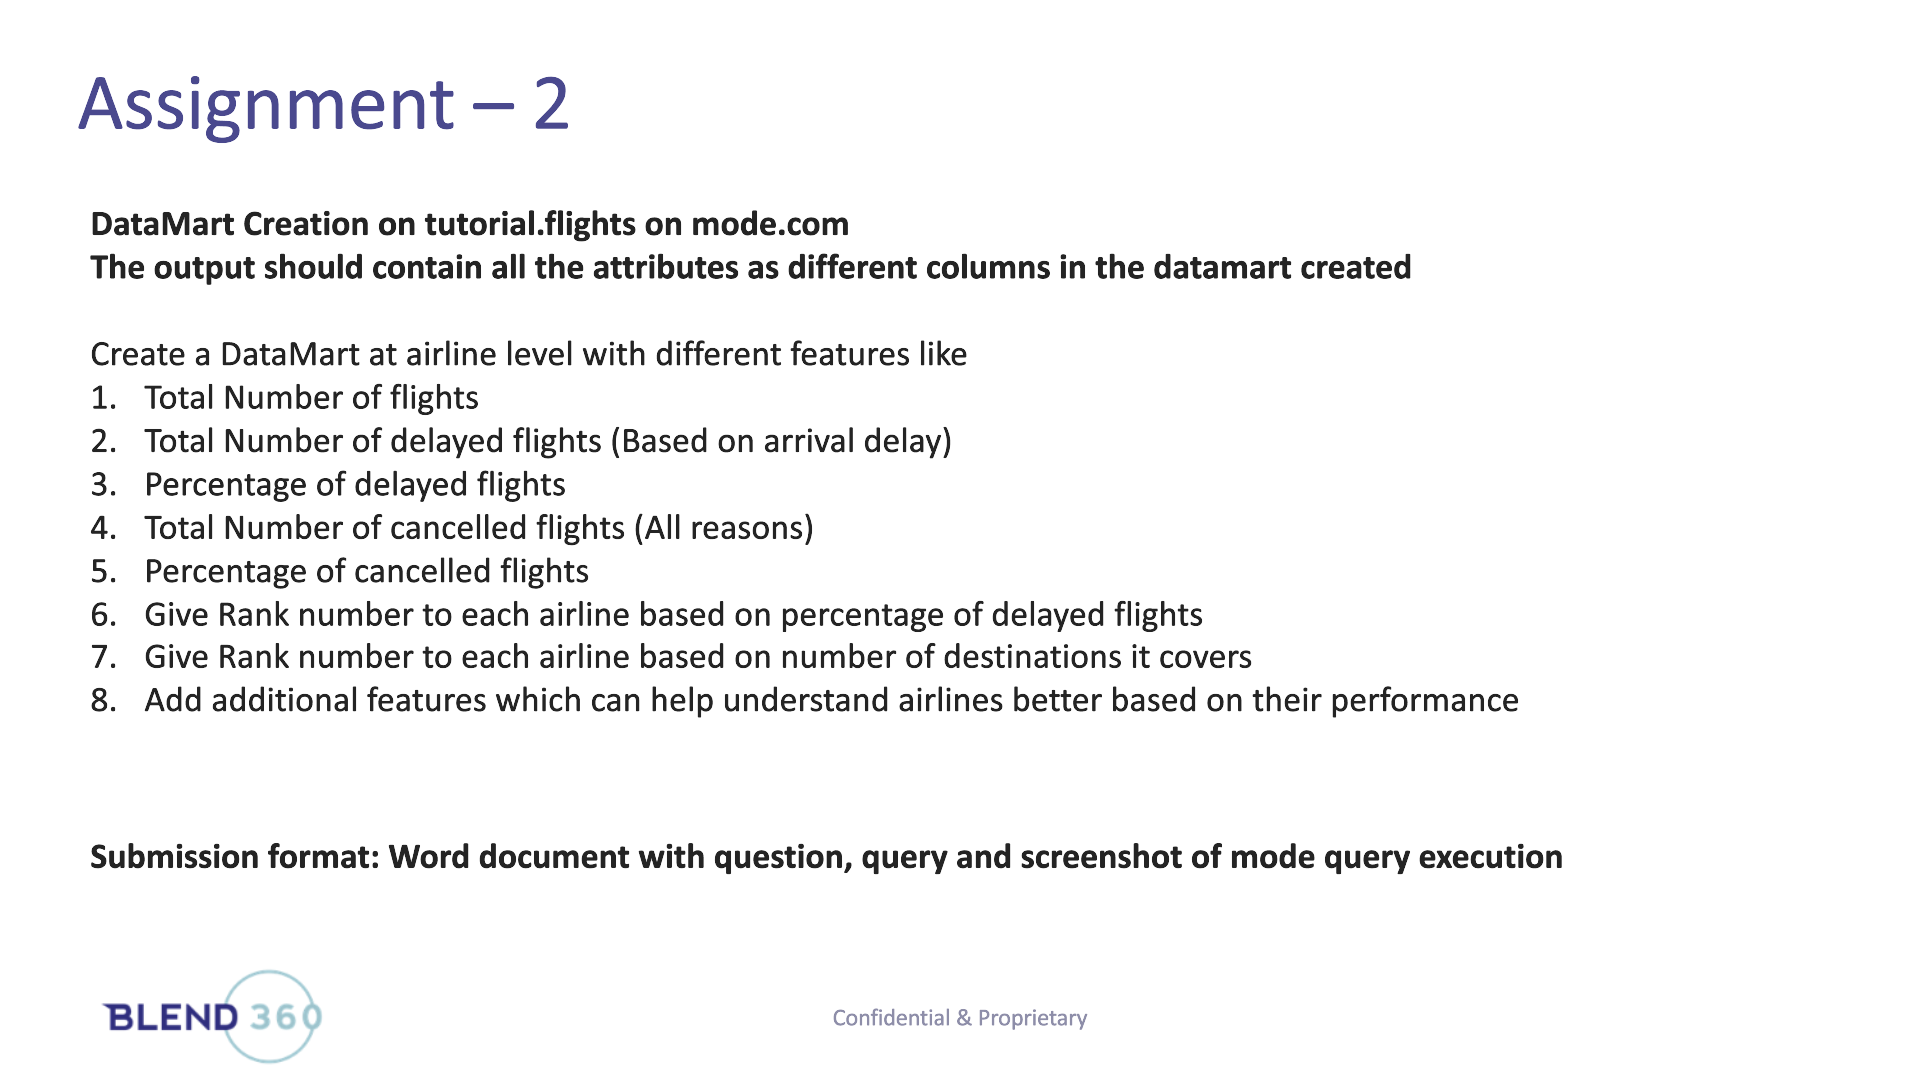 Assignment – 2
DataMart Creation on tutorial.flights on mode.com
The output should contain all the attributes as different columns in the datamart created
Create a DataMart at airline level with different features like
1. Total Number of flights
2. Total Number of delayed flights (Based on arrival delay)
3. Percentage of delayed flights
4. Total Number of cancelled flights (All reasons)
5. Percentage of cancelled flights
6. Give Rank number to each airline based on percentage of delayed flights
7. Give Rank number to each airline based on number of destinations it covers
8. Add additional features which can help understand airlines better based on their performance
Submission format: Word document with question, query and screenshot of mode query execution
BLEND 360
Confidential & Proprietary